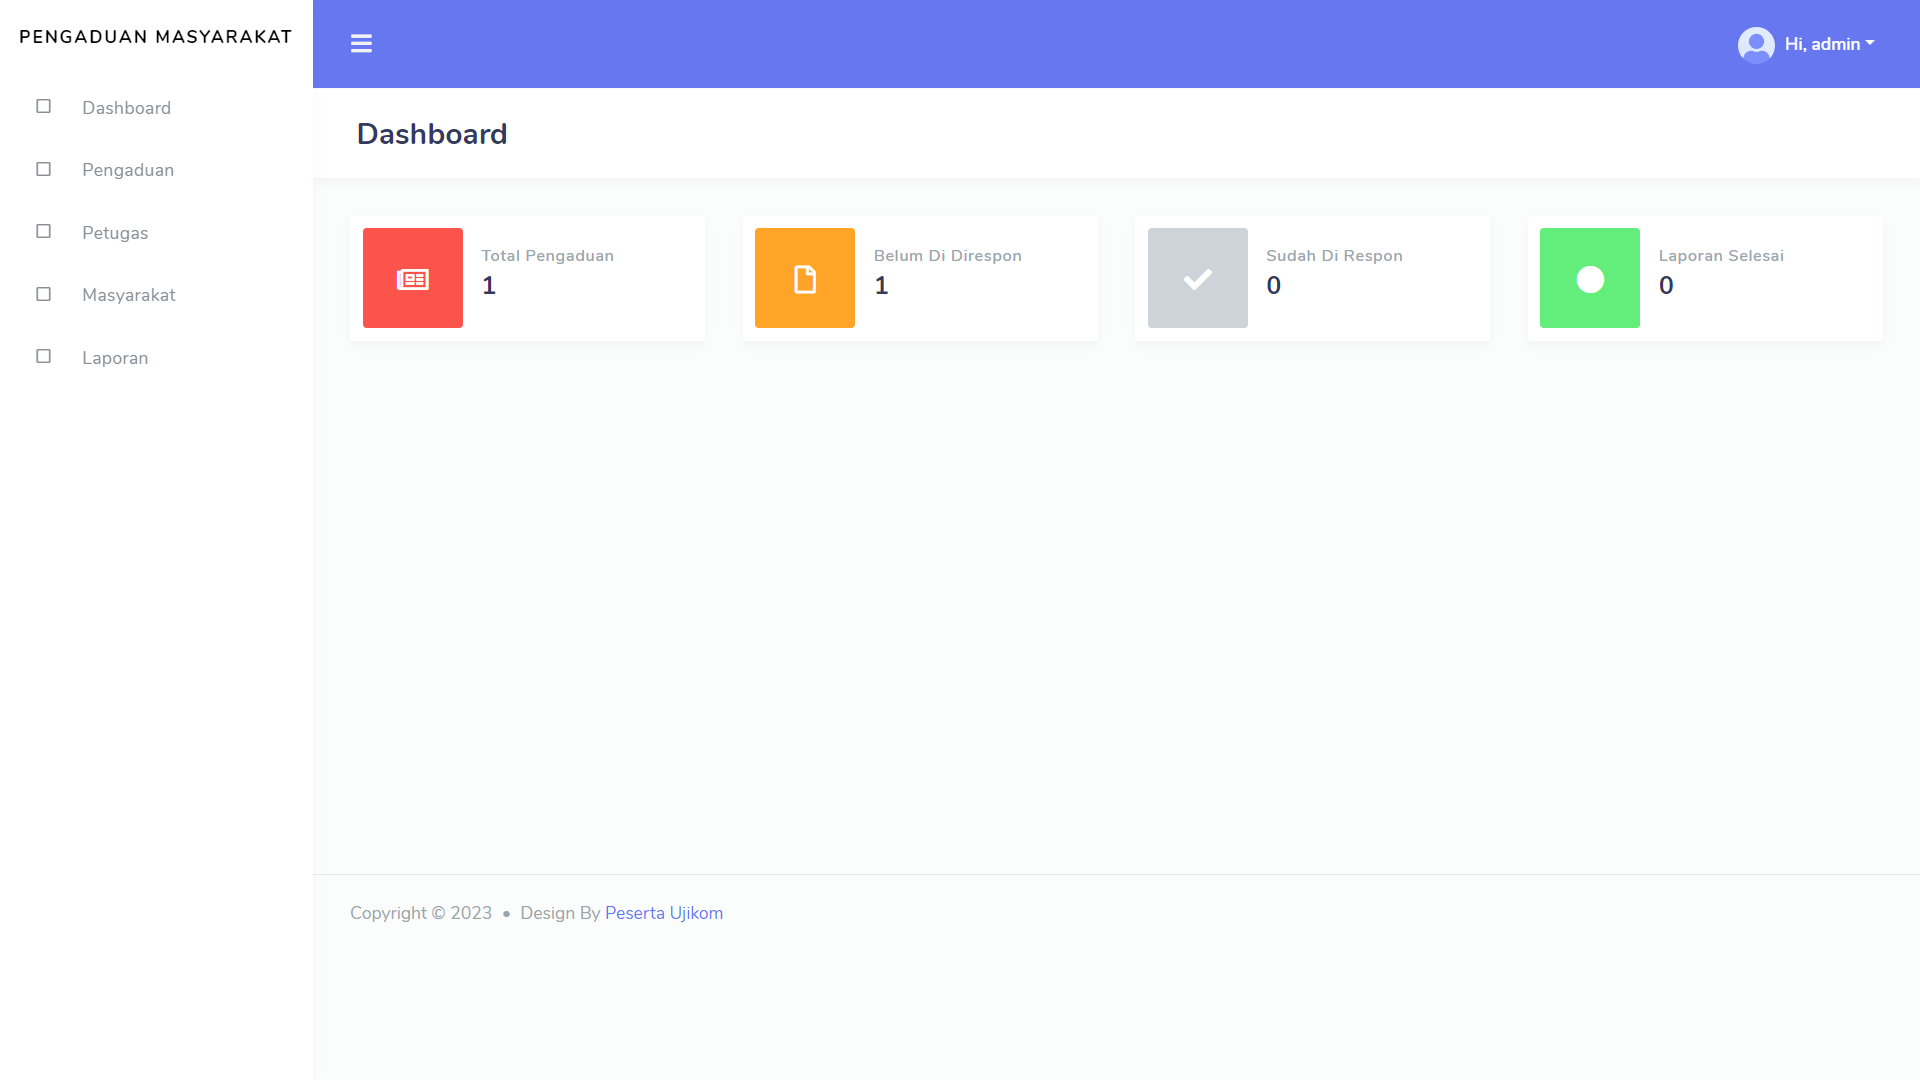 PENGADUAN MASYARAKAT
Hi, admin
Dashboard
Pengaduan
Petugas
Masyarakat
Laporan
Dashboard
Total Pengaduan
1
Belum Di Direspon
1
Sudah Di Respon
0
Laporan Selesai
0
Copyright © 2023 • Design By Peserta Ujikom